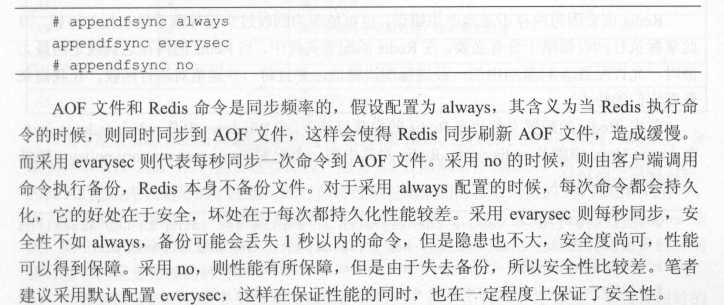 # appendfsync always
appendfsync everysec
# appendfsync no
AOF 文件和 Redis 命令是同步频率的，假设配置为 always，其含义为当 Redis 执行命
令的时候，则同时同步到 AOF 文件，这样会使得 Redis 同步刷新 AOF 文件，造成缓慢。
而采用 evarysec 则代表每秒同步一次命令到 AOF 文件。采用 no 的时候，则由客户端调用
命令执行备份，Redis 本身不备份文件。对于采用 always 配置的时候，每次命令都会持久
化，它的好处在于安全，坏处在于每次都持久化性能较差。采用 evarysec 则每秒同步，安
全性不如 always，备份可能会丢失 1 秒以内的命令，但是隐患也不大，安全度尚可，性能
可以得到保障。采用 no，则性能有所保障，但是由于失去备份，所以安全性比较差。笔者
建议采用默认配置 everysec，这样在保证性能的同时，也在一定程度上保证了安全性。